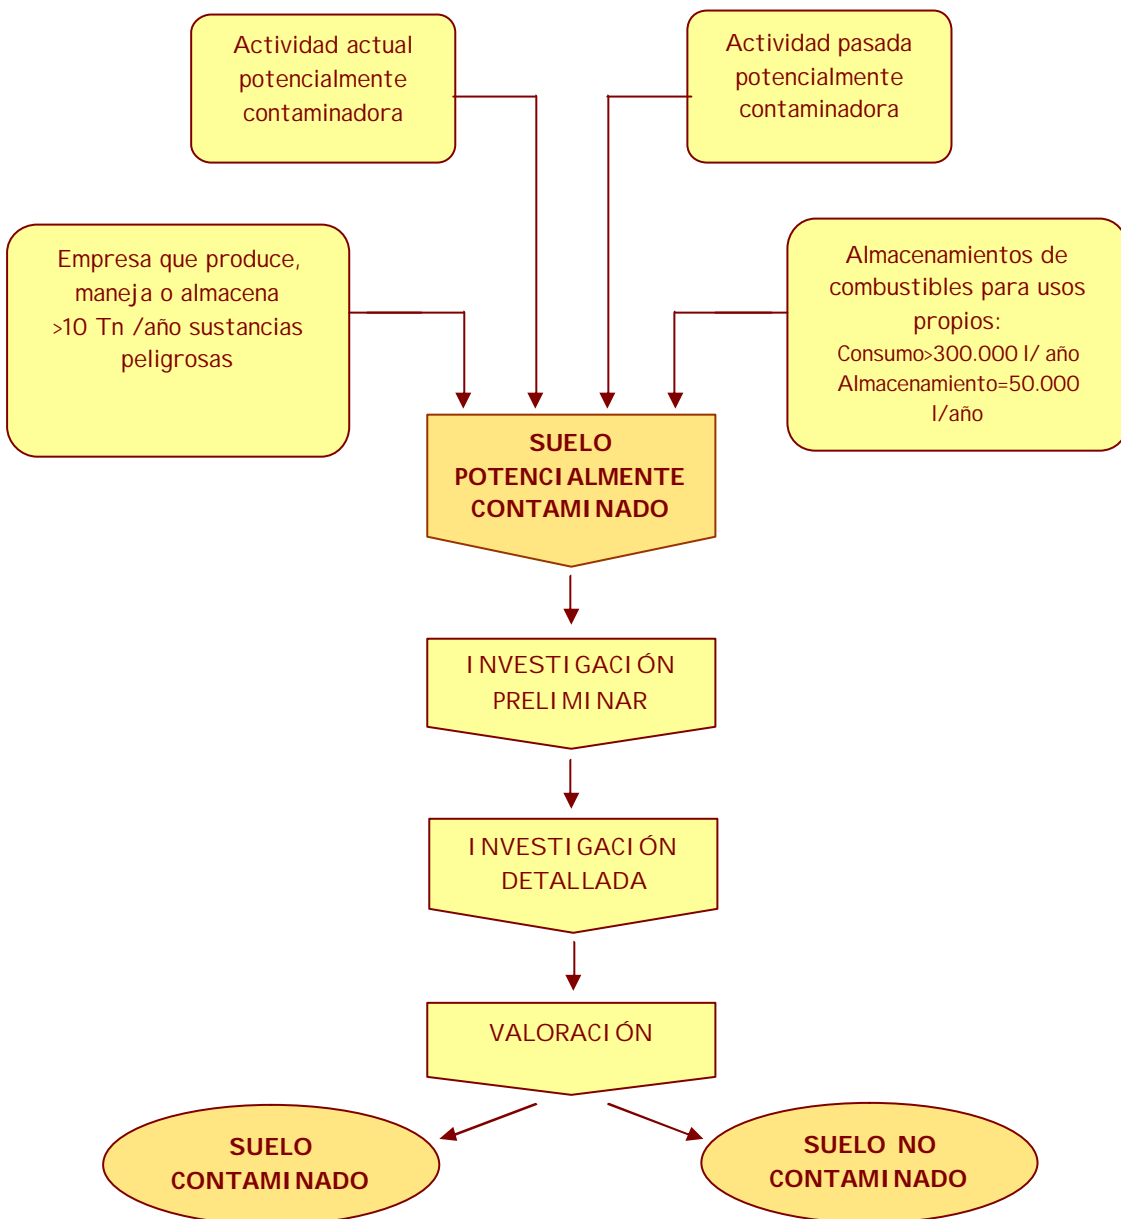 Actividad actual
potencialmente
contaminadora
Actividad pasada
potencialmente
contaminadora
Empresa que produce,
maneja o almacena
>10 Tn /año sustancias
peligrosas
Almacenamientos de
combustibles para usos
propios:
Consumo>300.000 l/ año
Almacenamiento=50.000
l/año
SUELO
POTENCIALMENTE
CONTAMINADO
INVESTIGACIÓN
PRELIMINAR
INVESTIGACIÓN
DETALLADA
VALORACIÓN
SUELO
CONTAMINADO
SUELO NO
CONTAMINADO